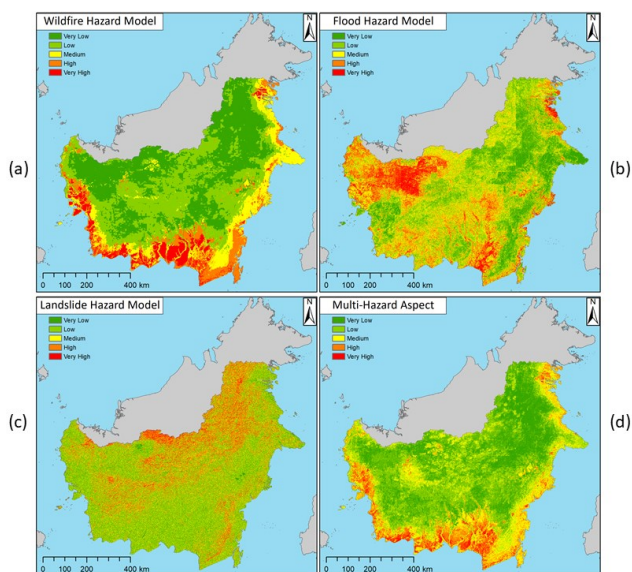 Wildfire Hazard Model
N
Very Low
Low
Medium
High
Very High
(a)
0 100 200 400 km
Flood Hazard Model
N
Very Low
Low
Medium
High
Very High
(b)
0 100 200 400 km
Landslide Hazard Model
N
Very Low
Low
Medium
High
Very High
(c)
0 100 200 400 km
Multi-Hazard Aspect
N
Very Low
Low
Medium
High
Very High
(d)
0 100 200 400 km